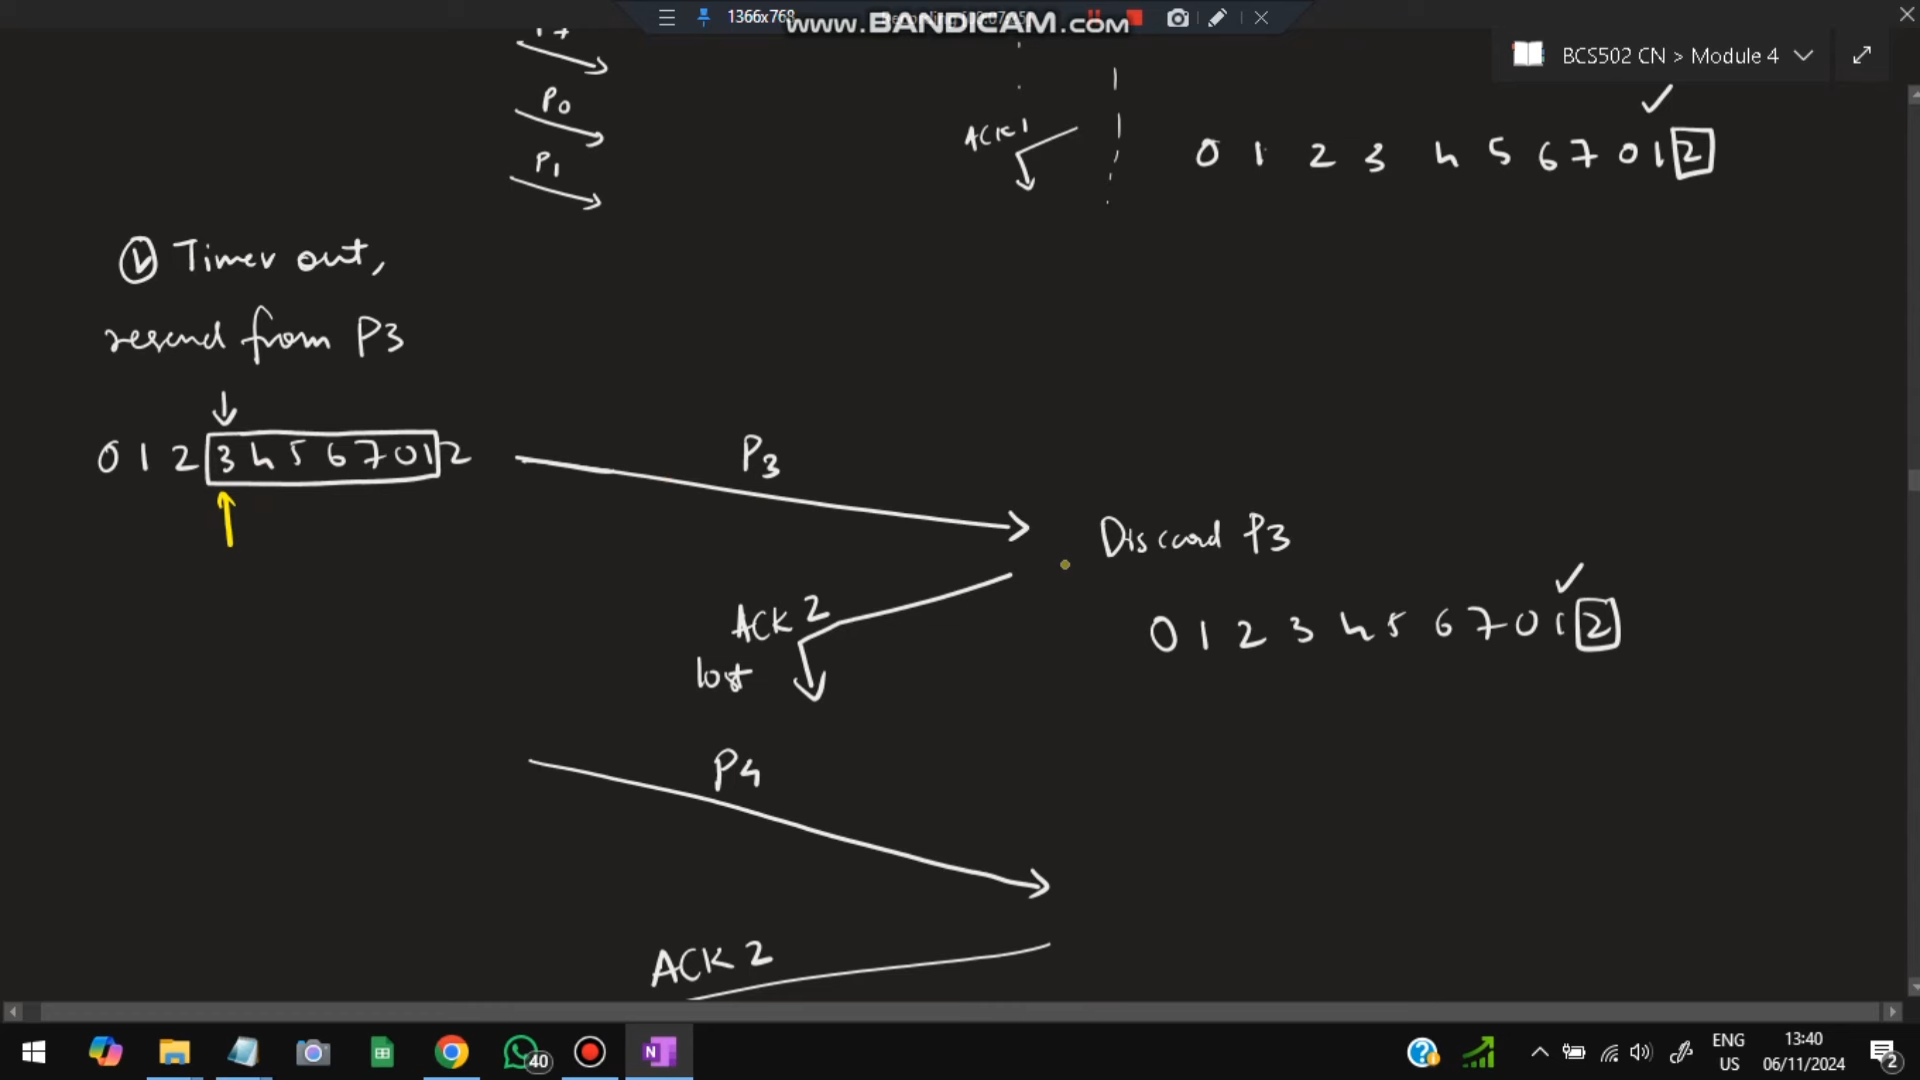 1366x768
www.BANDICAM.com
BCS502 CN > Module 4
P0
P1
ACK1
0 1 2 3 4 5 6 7 0 1 2
Timer out,
resend from P3
0 1 2 3 4 5 6 7 0 1 2
P3
Discard P3
ACK 2
lost
0 1 2 3 4 5 6 7 0 1 2
P4
ACK 2
40
N
ENG
US
13:40
06/11/2024
2